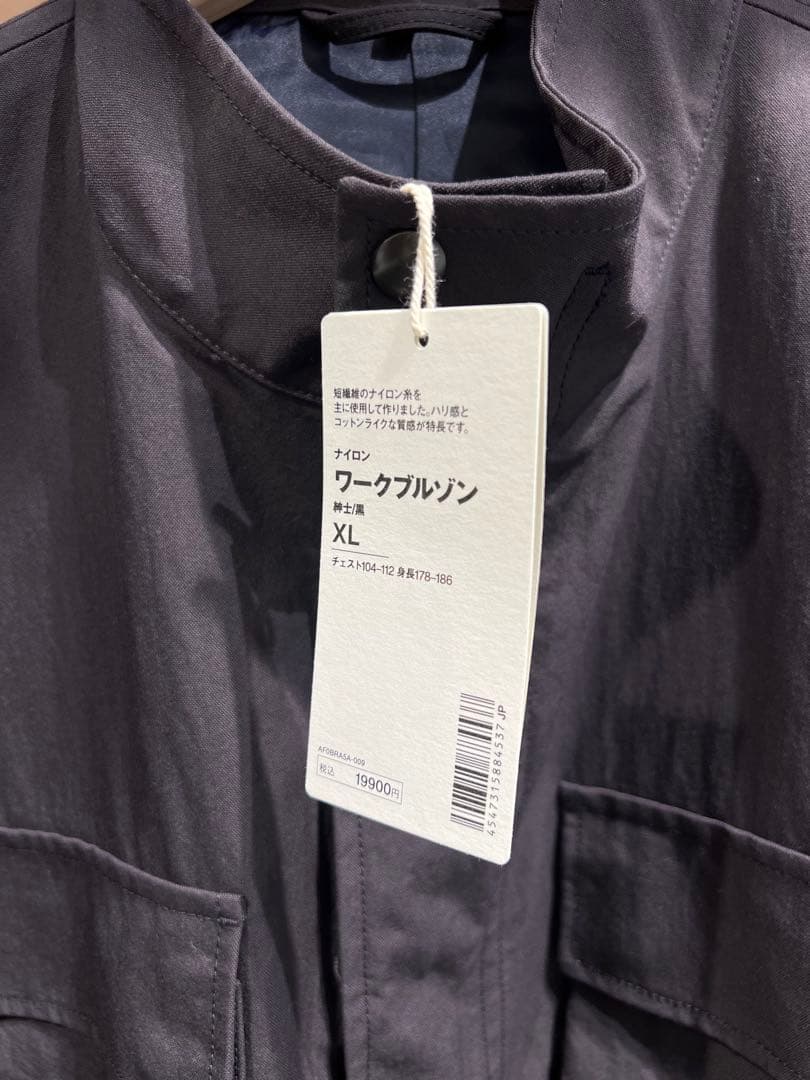 短繊維のナイロン糸を
主に使用して作りました。ハリ感と
コットンライクな質感が特長です。
ナイロン
ワークブルゾン
紳士/黒
XL
チェスト104-112 身長178-186
AF0BRA5A-009
税込 19900円
4547315884537 JP